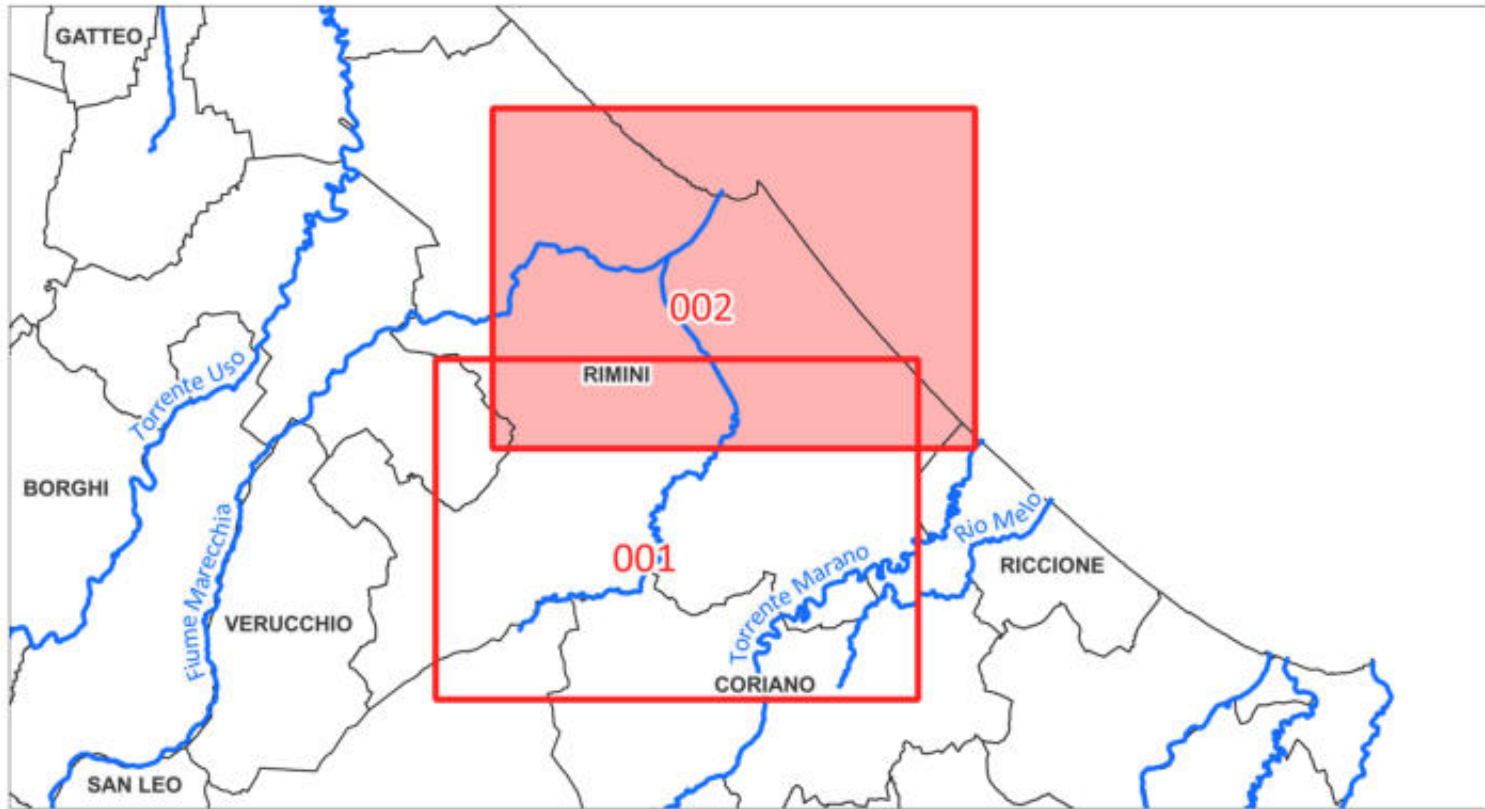 GATTEO
002
RIMINI
Torrente Uso
BORGHI
Fiume Marecchia
001
Rio Melo
RICCIONE
Torrente Marano
VERUCCHIO
CORIANO
SAN LEO